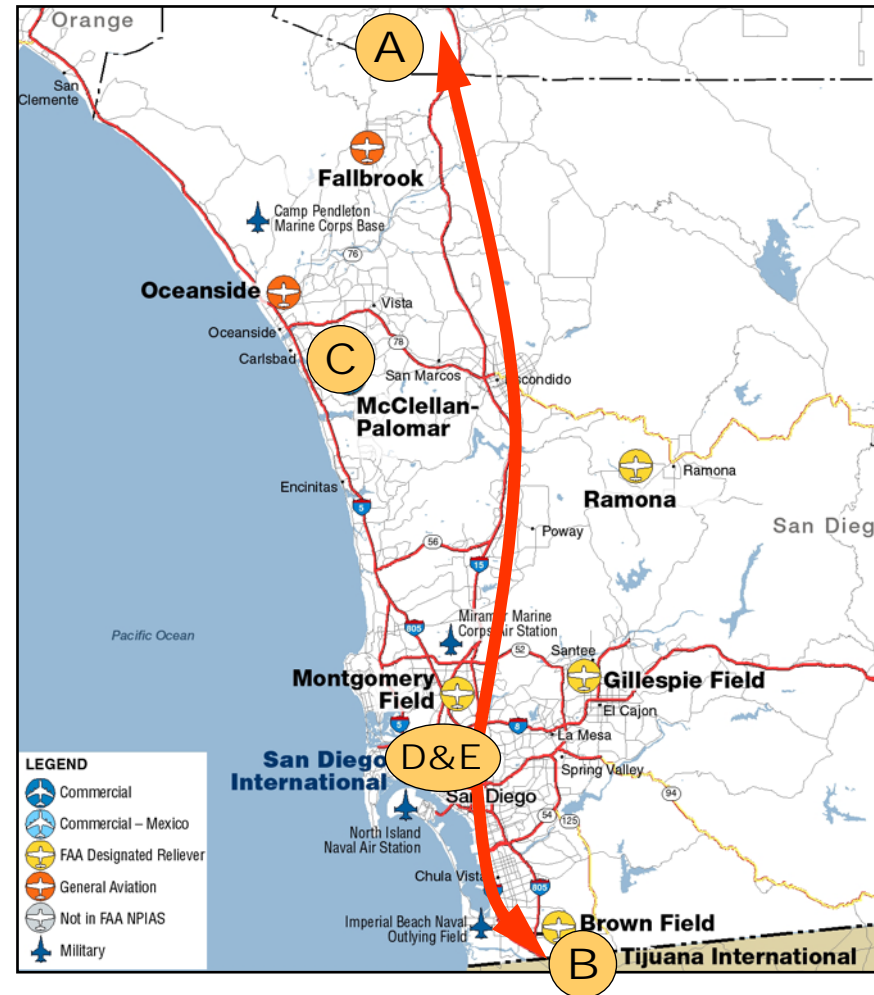 Orange
A
San
Clemente
Fallbrook
Camp Pendleton
Marine Corps Base
76
Oceanside
Vista
Oceanside
78
C
Carlsbad
San Marcos
Escondido
McClellan-
Palomar
Ramona
Ramona
Encinitas
5
San Dieg
Poway
56
15
Miramar Marine
Corps Air Station
805
Pacific Ocean
52
Santee
Montgomery
Field
Gillespie Field
El Cajon
5
8
La Mesa
San Diego
International
D&E
Spring Valley
San Diego
94
54
125
North Island
Naval Air Station
Chula Vista
805
Imperial Beach Naval
Outlying Field
Brown Field
B
Tijuana International
LEGEND
Commercial
Commercial – Mexico
FAA Designated Reliever
General Aviation
Not in FAA NPIAS
Military